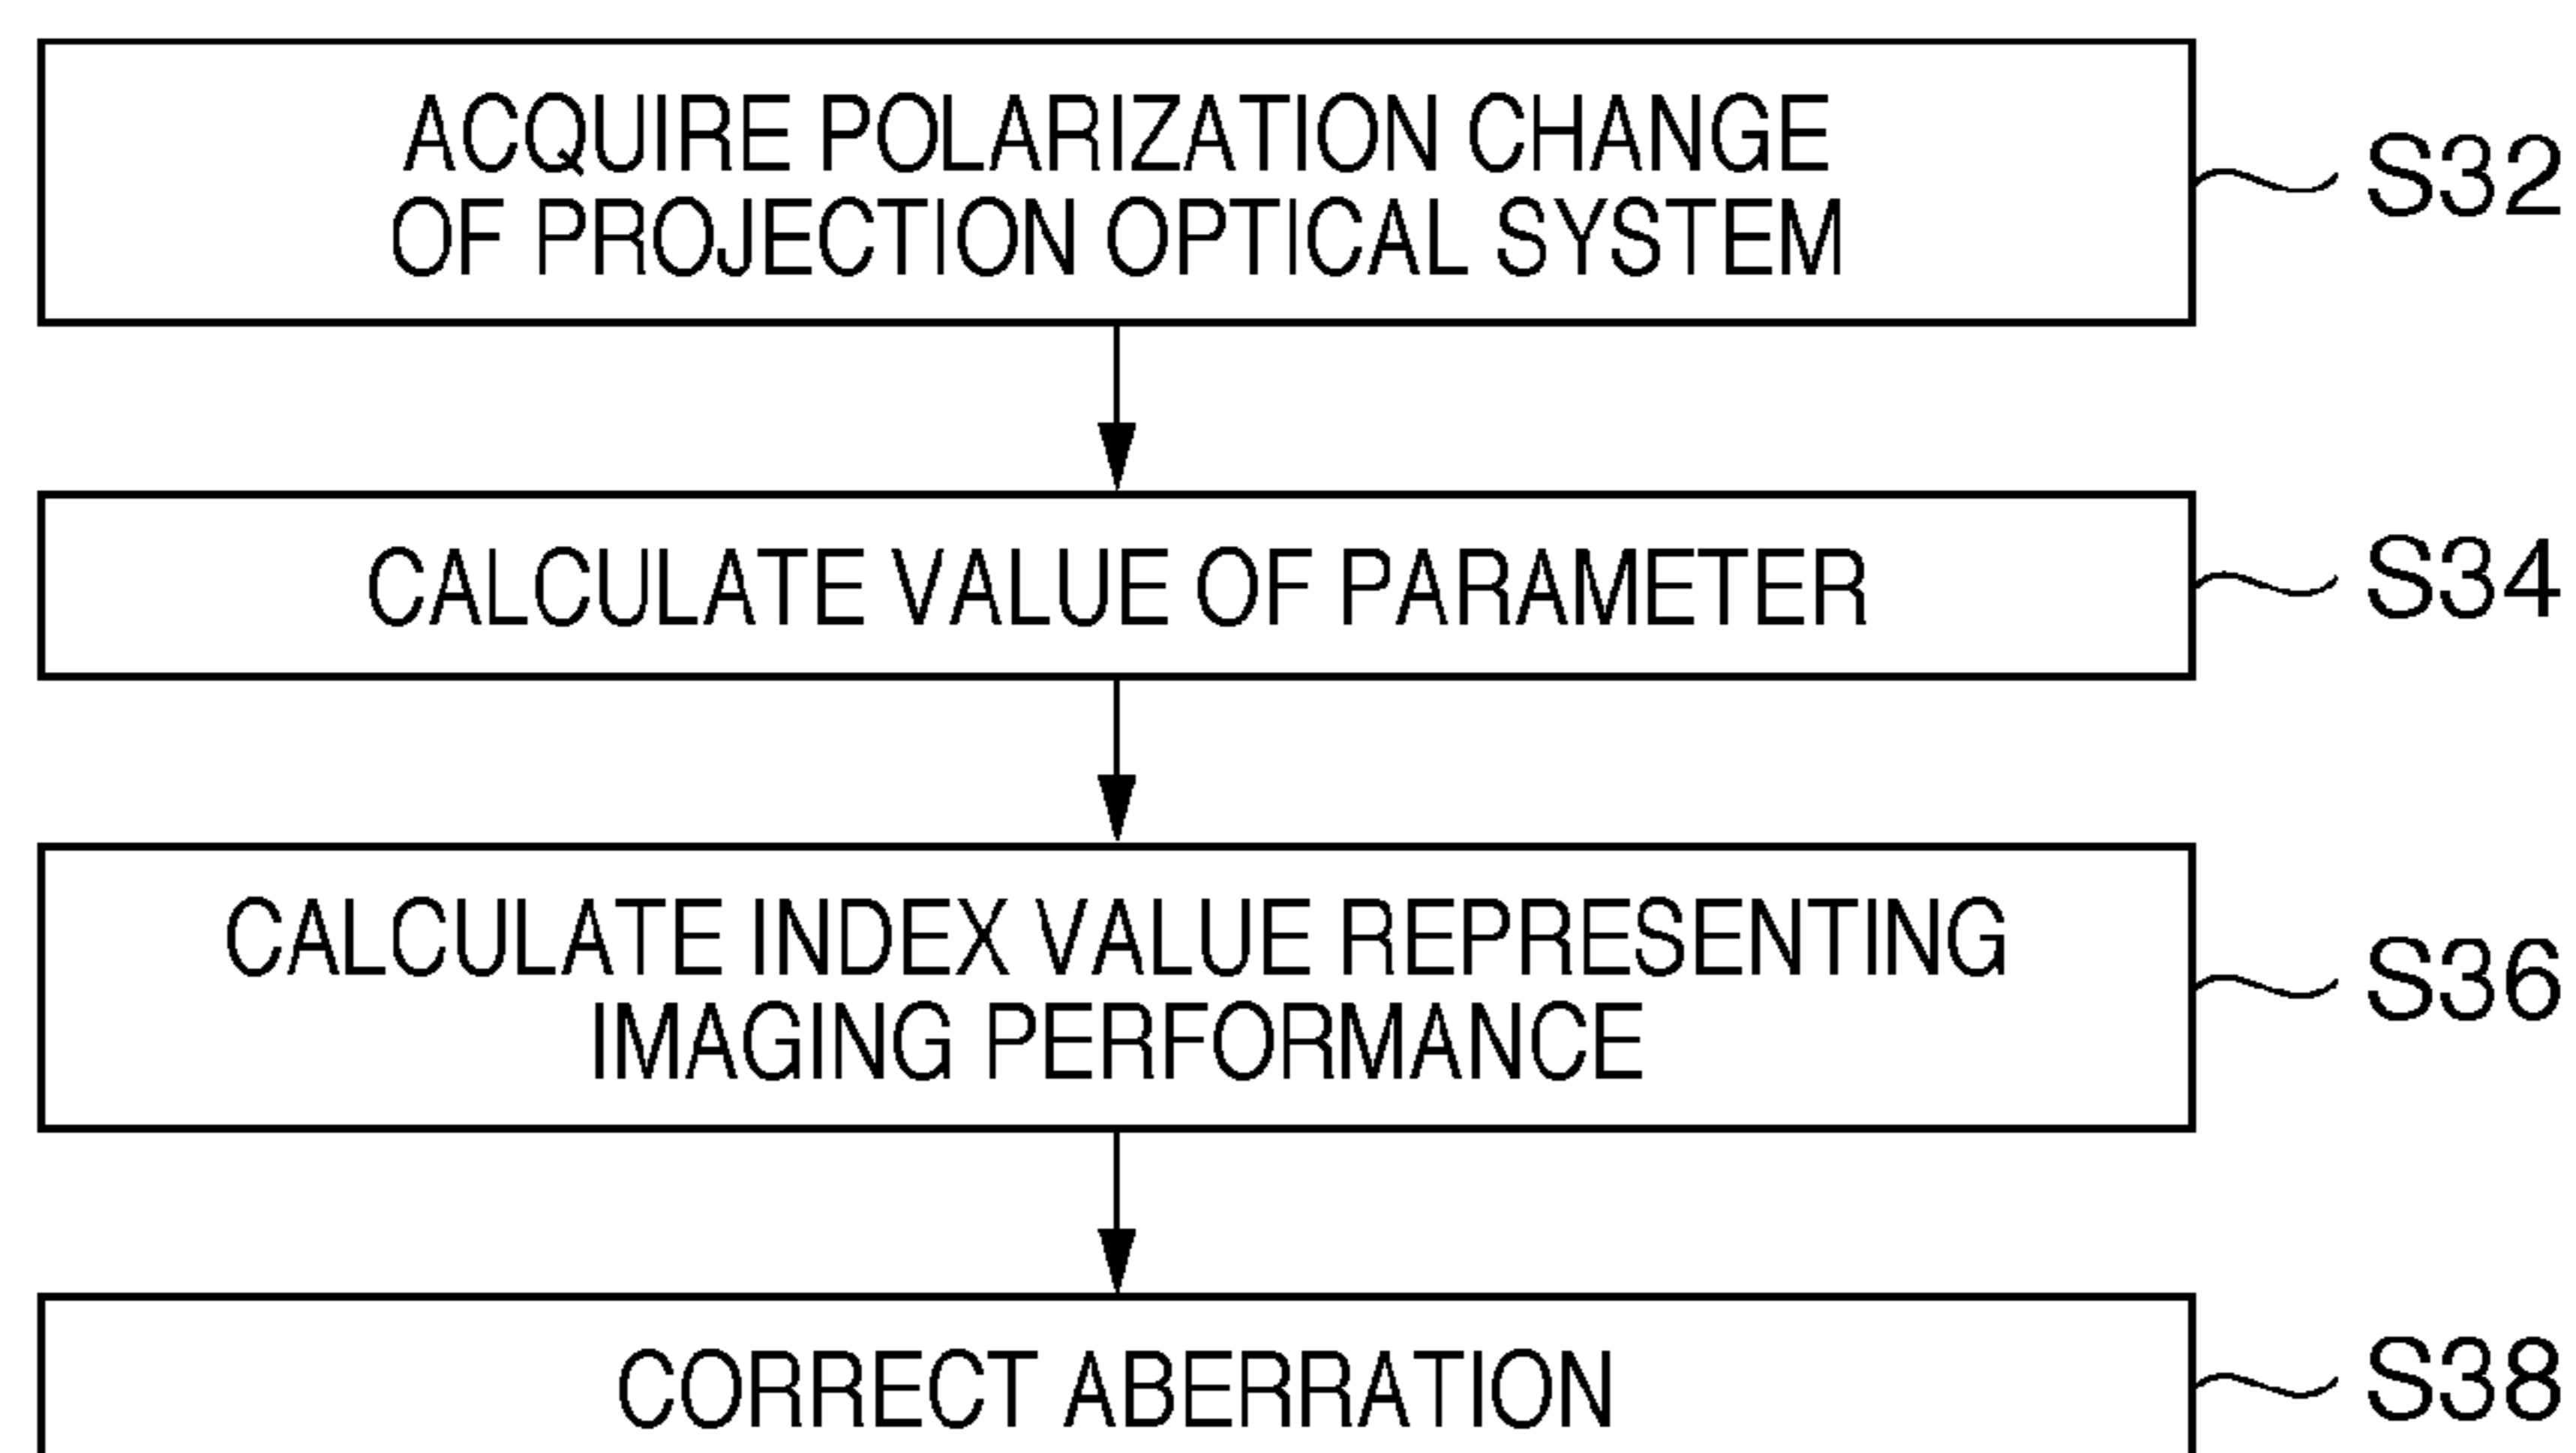 ACQUIRE POLARIZATION CHANGE
OF PROJECTION OPTICAL SYSTEM
S32
CALCULATE VALUE OF PARAMETER
S34
CALCULATE INDEX VALUE REPRESENTING
IMAGING PERFORMANCE
S36
CORRECT ABERRATION
S38